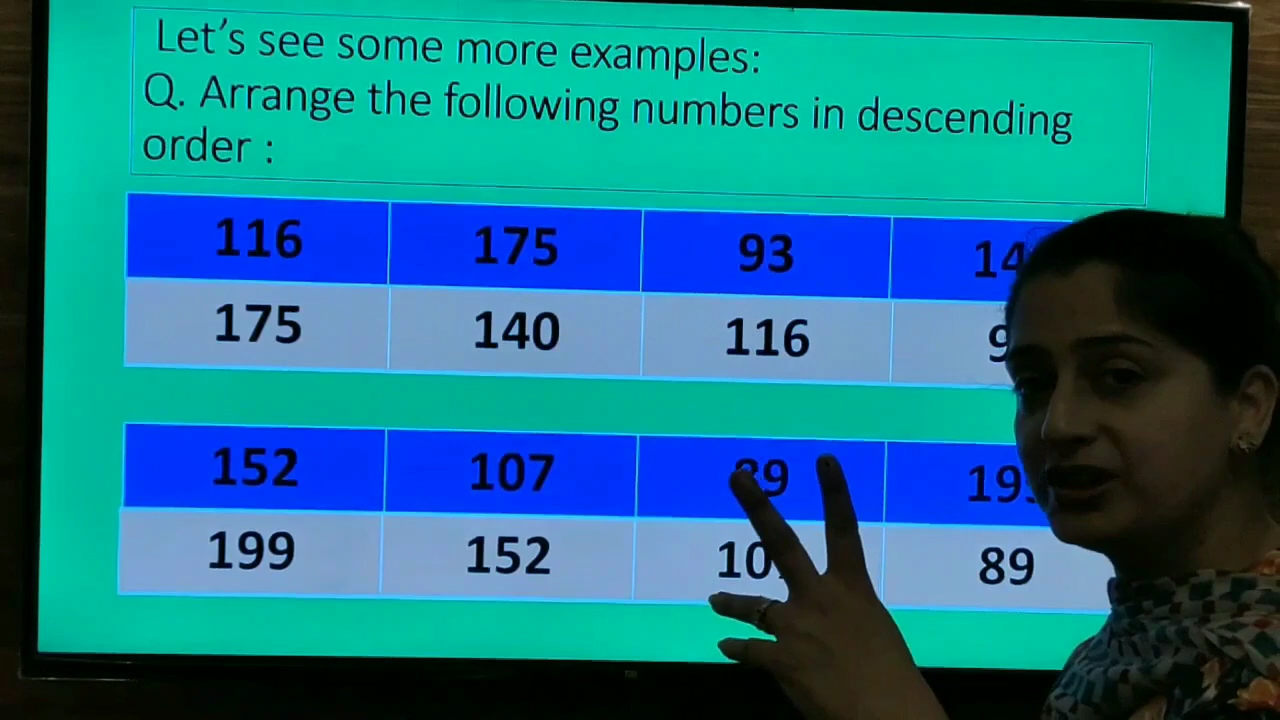 Let's see some more examples:
Q. Arrange the following numbers in descending
order :
116 175 93
175 140 116
152 107 89
199 152 89